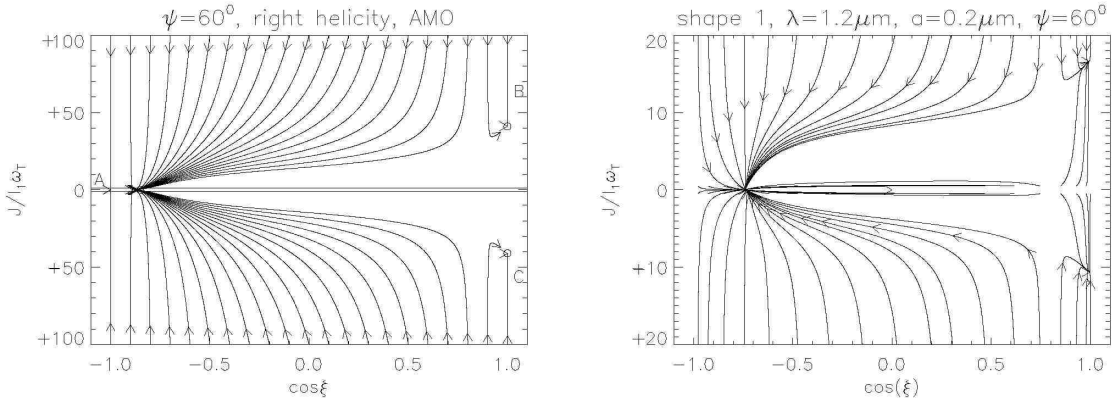 ψ=60⁰, right helicity, AMO
+100
+50
0
+50
+100
J/I₁ω_T
A
B
C
−1.0 −0.5 0.0 0.5 1.0
cosξ
shape 1, λ=1.2μm, a=0.2μm, ψ=60⁰
20
+10
0
+10
+20
J/I₁ω_T
−1.0 −0.5 0.0 0.5 1.0
cos(ξ)